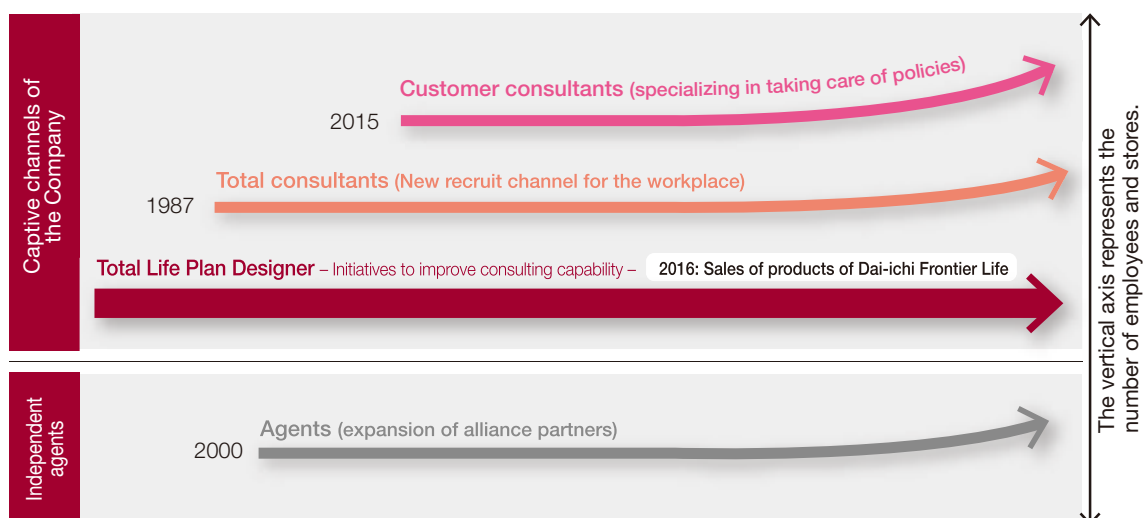 Captive channels of
the Company
Customer consultants (specializing in taking care of policies)
2015
Total consultants (New recruit channel for the workplace)
1987
Total Life Plan Designer – Initiatives to improve consulting capability – 2016: Sales of products of Dai-ichi Frontier Life
Independent
agents
Agents (expansion of alliance partners)
2000
The vertical axis represents the
number of employees and stores.